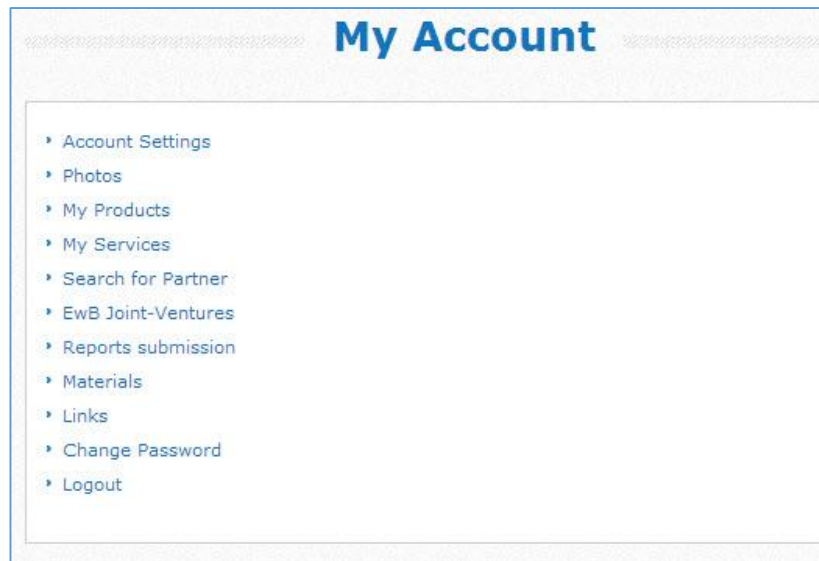 My Account
Account Settings
Photos
My Products
My Services
Search for Partner
EwB Joint-Ventures
Reports submission
Materials
Links
Change Password
Logout